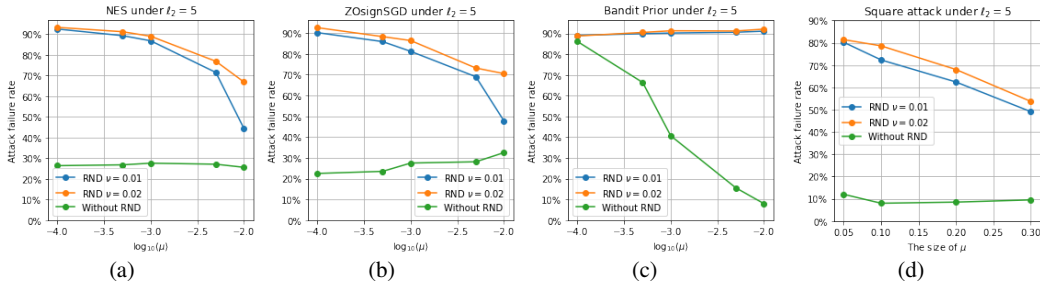 NES under ℓ₂ = 5
Attack failure rate
90%
80%
70%
60%
50%
40%
30%
20%
10%
0%
RND ν = 0.01
RND ν = 0.02
Without RND
−4.0 −3.5 −3.0 −2.5 −2.0
log₁₀(μ)
(a)
ZOsignSGD under ℓ₂ = 5
Attack failure rate
90%
80%
70%
60%
50%
40%
30%
20%
10%
0%
RND ν = 0.01
RND ν = 0.02
Without RND
−4.0 −3.5 −3.0 −2.5 −2.0
log₁₀(μ)
(b)
Bandit Prior under ℓ₂ = 5
Attack failure rate
90%
80%
70%
60%
50%
40%
30%
20%
10%
0%
RND ν = 0.01
RND ν = 0.02
Without RND
−4.0 −3.5 −3.0 −2.5 −2.0
log₁₀(μ)
(c)
Square attack under ℓ₂ = 5
Attack failure rate
90%
80%
70%
60%
50%
40%
30%
20%
10%
0%
RND ν = 0.01
RND ν = 0.02
Without RND
0.05 0.10 0.15 0.20 0.25 0.30
The size of μ
(d)